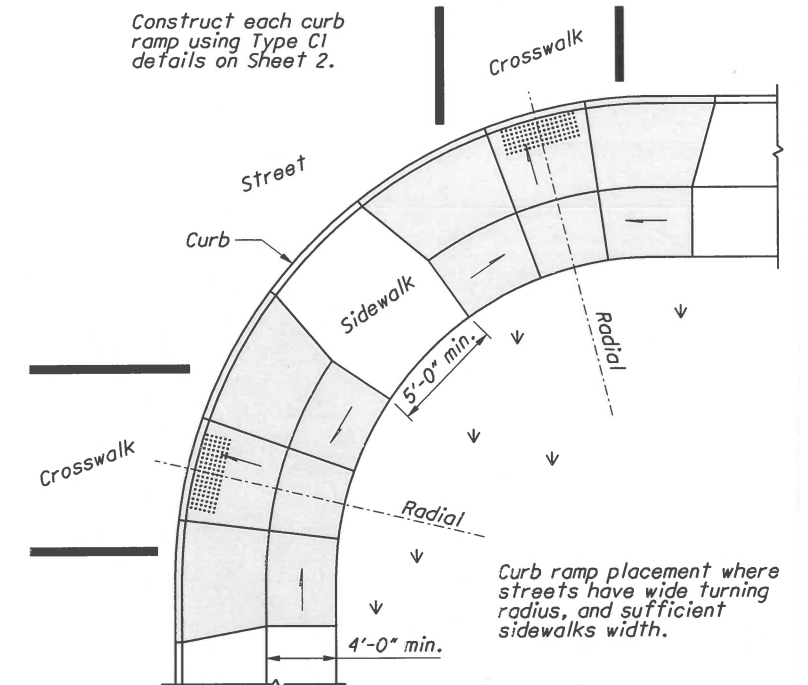 Construct each curb
ramp using Type C1
details on Sheet 2.
Crosswalk
Street
Curb
Sidewalk
Radial
5'-0" min.
Crosswalk
Radial
Curb ramp placement where
streets have wide turning
radius, and sufficient
sidewalks width.
4'-0" min.